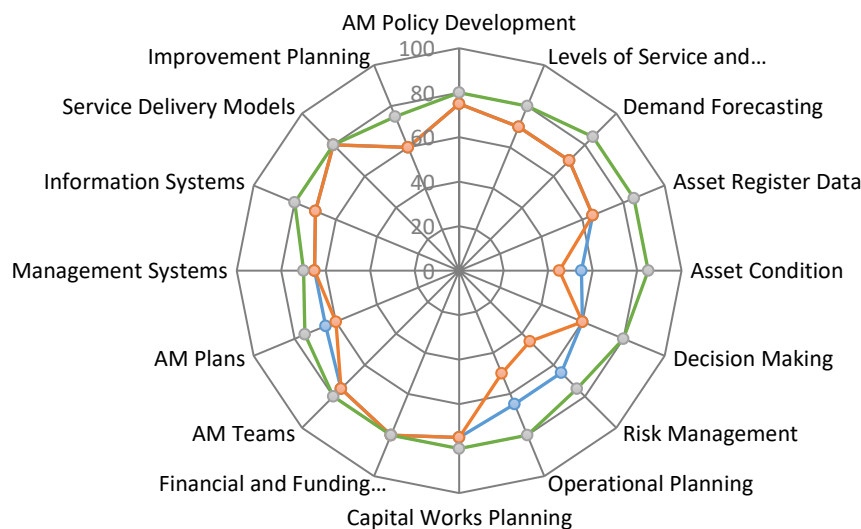 AM Policy Development
Levels of Service and...
Demand Forecasting
Asset Register Data
Asset Condition
Decision Making
Risk Management
Operational Planning
Capital Works Planning
Financial and Funding...
AM Teams
AM Plans
Management Systems
Information Systems
Service Delivery Models
Improvement Planning
100
80
60
40
20
0